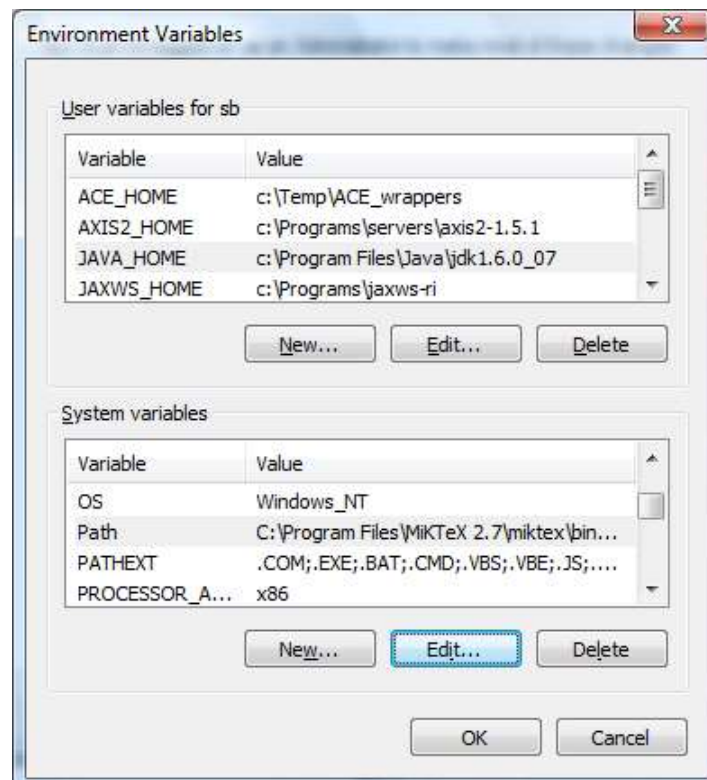 Environment Variables
User variables for sb
Variable Value
ACE_HOME c:\Temp\ACE_wrappers
AXIS2_HOME c:\Programs\servers\axis2-1.5.1
JAVA_HOME c:\Program Files\Java\jdk1.6.0_07
JAXWS_HOME c:\Programs\jaxws-ri
New... Edit... Delete
System variables
Variable Value
OS Windows_NT
Path C:\Program Files\MiKTeX 2.7\miktex\bin...
PATHEXT .COM;.EXE;.BAT;.CMD;.VBS;.VBE;.JS;....
PROCESSOR_A... x86
New... Edit... Delete
OK Cancel